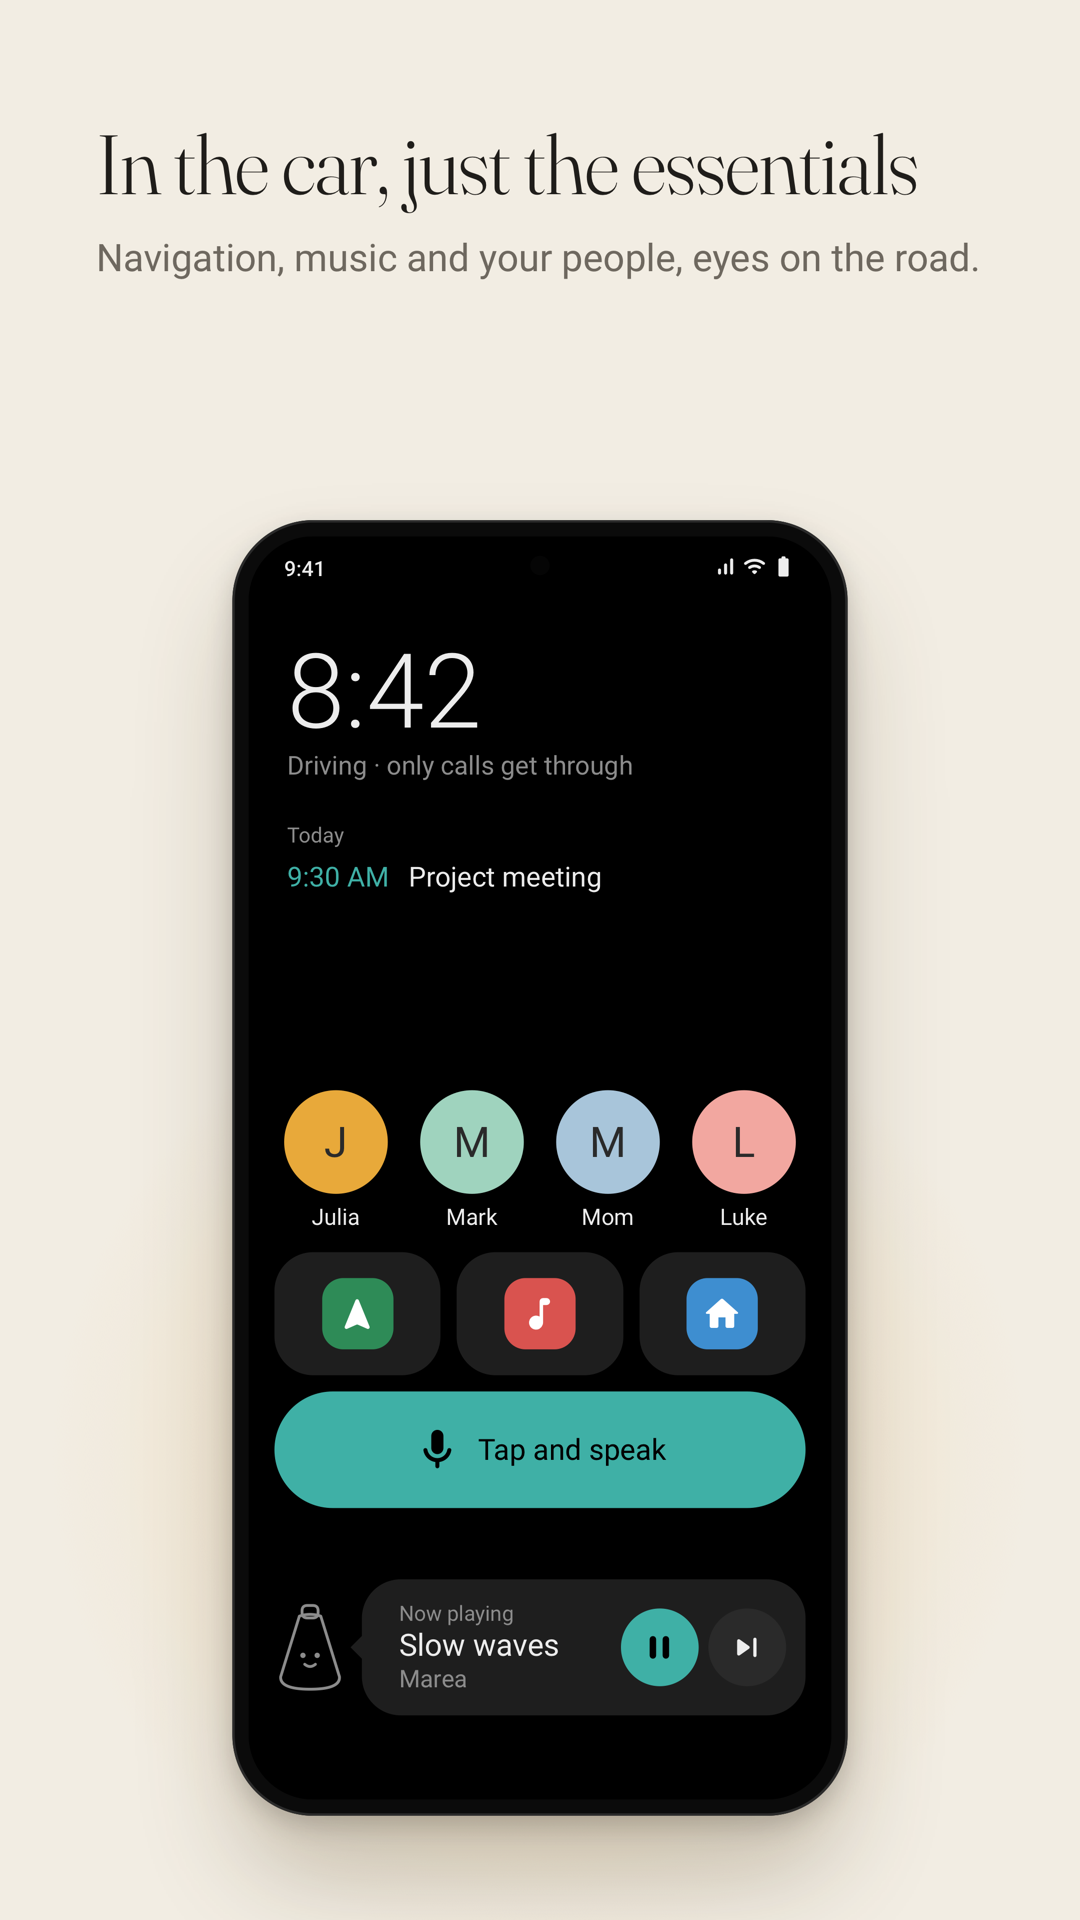 In the car, just the essentials
Navigation, music and your people, eyes on the road.
9:41
8:42
Driving · only calls get through
Today
9:30 AM Project meeting
J M M L
Julia Mark Mom Luke
Tap and speak
Now playing
Slow waves
Marea